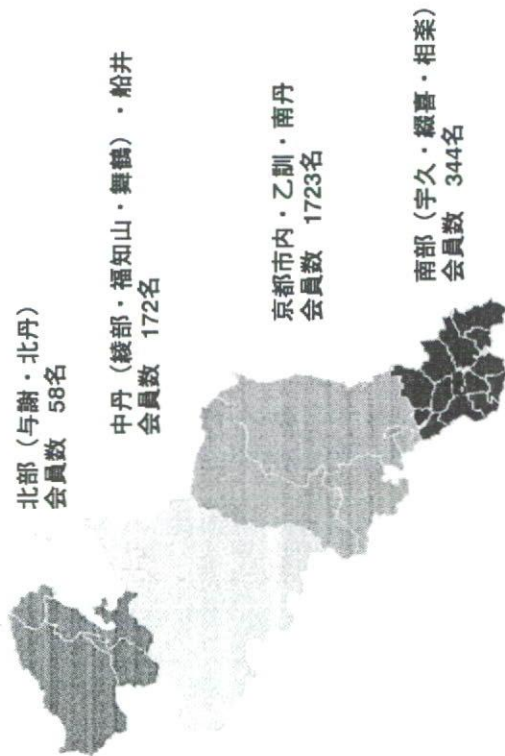 北部（与謝・北丹）
会員数 58名
中丹（綾部・福知山・舞鶴）・船井
会員数 172名
京都市内・乙訓・南丹
会員数 1723名
南部（宇久・綴喜・相楽）
会員数 344名